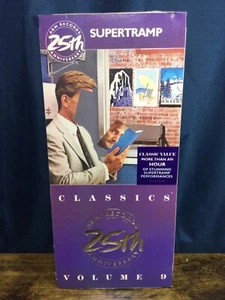 A&M RECORDS
25th
ANNIVERSARY
SUPERTRAMP
CLASSIC VALUE
MORE THAN AN
HOUR
OF STUNNING
SUPERTRAMP
PERFORMANCES
CLASSICS
A&M RECORDS
25th
ANNIVERSARY
VOLUME 9